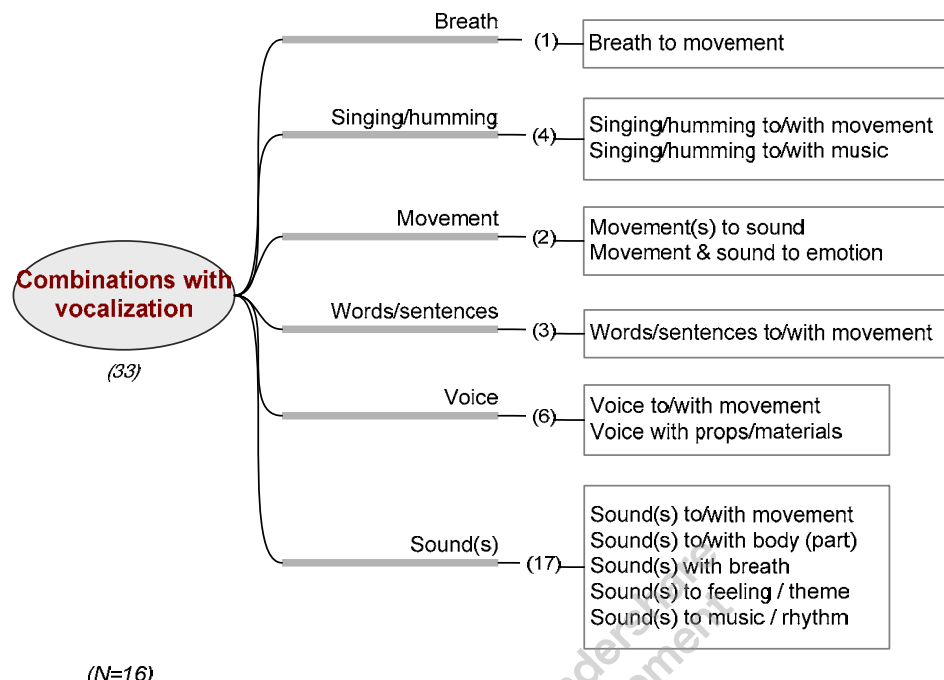 Breath
(1)
Breath to movement
Singing/humming
(4)
Singing/humming to/with movement
Singing/humming to/with music
Movement
(2)
Movement(s) to sound
Movement & sound to emotion
Combinations with
vocalization
(33)
Words/sentences
(3)
Words/sentences to/with movement
Voice
(6)
Voice to/with movement
Voice with props/materials
Sound(s)
(17)
Sound(s) to/with movement
Sound(s) to/with body (part)
Sound(s) with breath
Sound(s) to feeling / theme
Sound(s) to music / rhythm
(N=16)